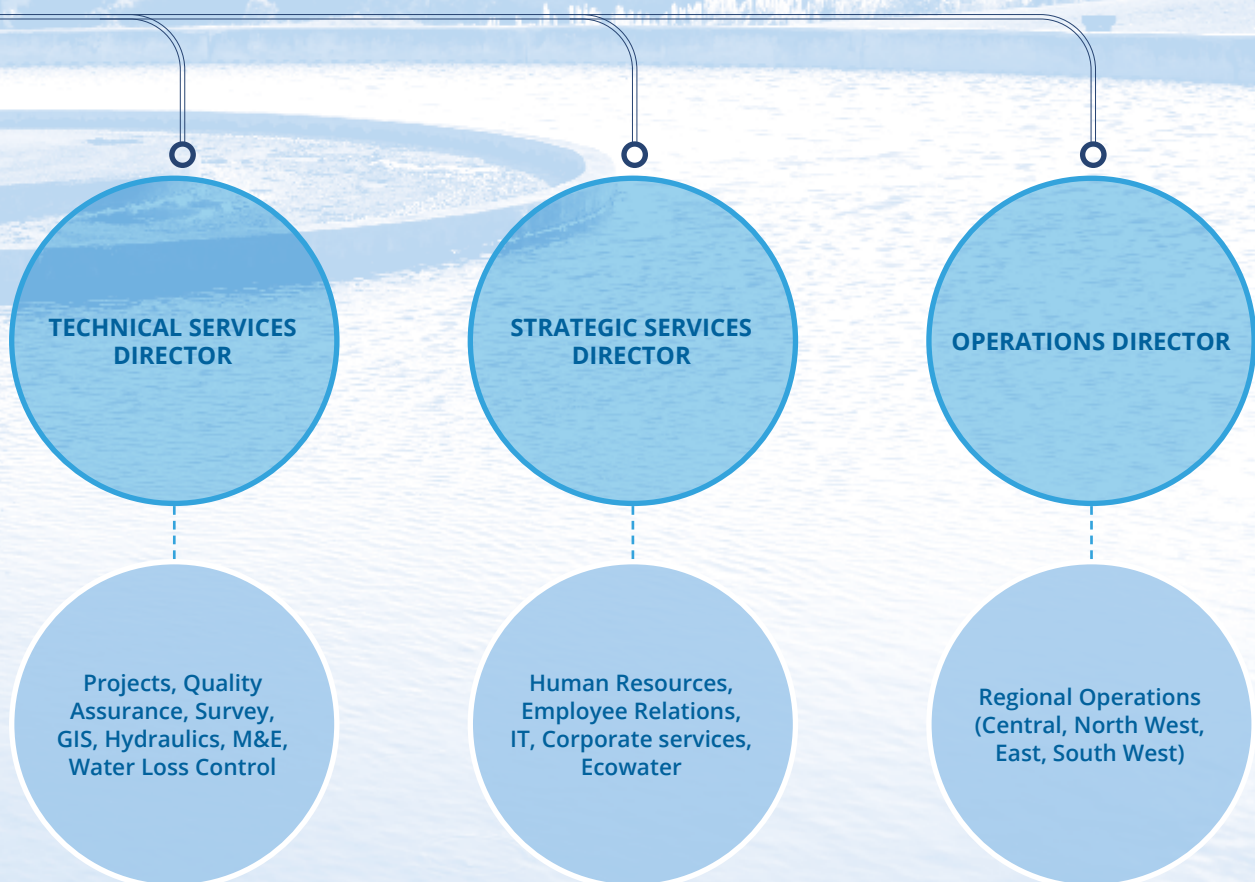 TECHNICAL SERVICES
DIRECTOR
STRATEGIC SERVICES
DIRECTOR
OPERATIONS DIRECTOR
Projects, Quality
Assurance, Survey,
GIS, Hydraulics, M&E,
Water Loss Control
Human Resources,
Employee Relations,
IT, Corporate services,
Ecowater
Regional Operations
(Central, North West,
East, South West)